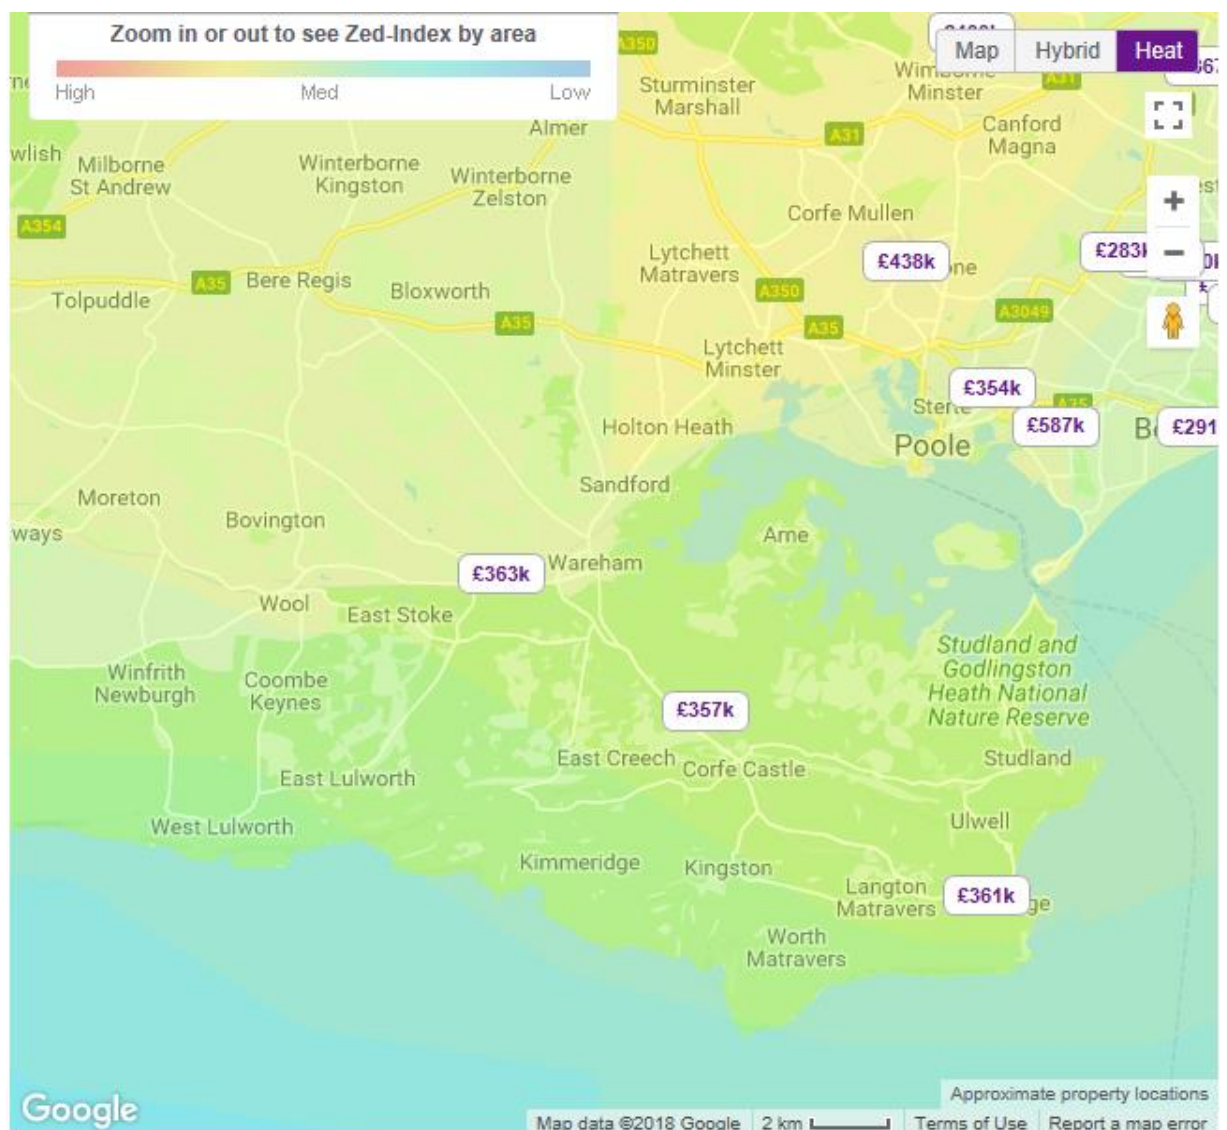 Zoom in or out to see Zed-Index by area
High
Med
Low
Map
Hybrid
Heat
A350
Sturminster
Marshall
Minster
A31
A31
Canford
Magna
Almer
Milborne
St Andrew
Winterborne
Kingston
Winterborne
Zelston
A354
Corfe Mullen
Lytchett
Matravers
£438k
£283k
A35
Bere Regis
Bloxworth
Tolpuddle
A350
A3049
A35
A35
Lytchett
Minster
£354k
A35
Holton Heath
£587k
£291
Poole
Sandford
Moreton
Bovington
Arne
Wareham
£363k
Wool
East Stoke
Winfrith
Newburgh
Coombe
Keynes
Studland and
Godlingston
Heath National
Nature Reserve
£357k
East Creech
Corfe Castle
Studland
East Lulworth
West Lulworth
Ulwell
Kimmeridge
Kingston
Langton
Matravers
£361k
Worth
Matravers
Approximate property locations
Google
Map data ©2018 Google
2 km
Terms of Use
Report a map error